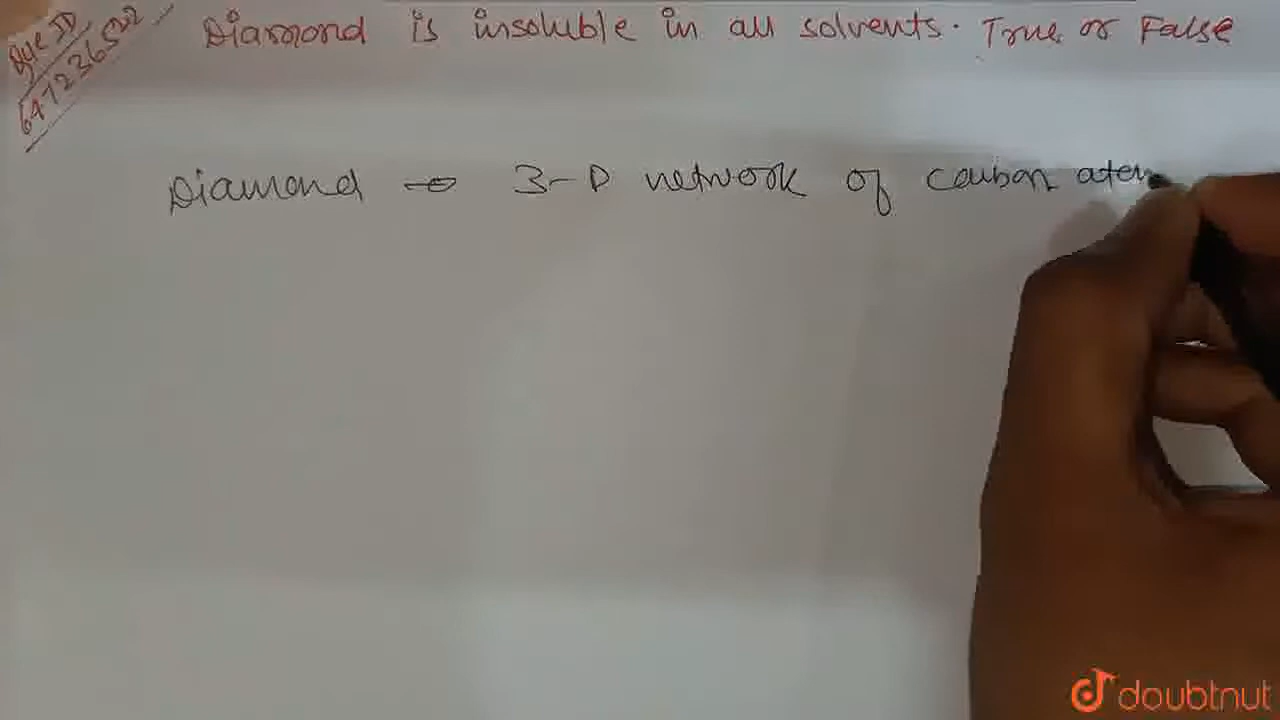 Que ID
647236522
Diamond is insoluble in all solvents. True or False
Diamond → 3-D network of carbon atom
doubtnut